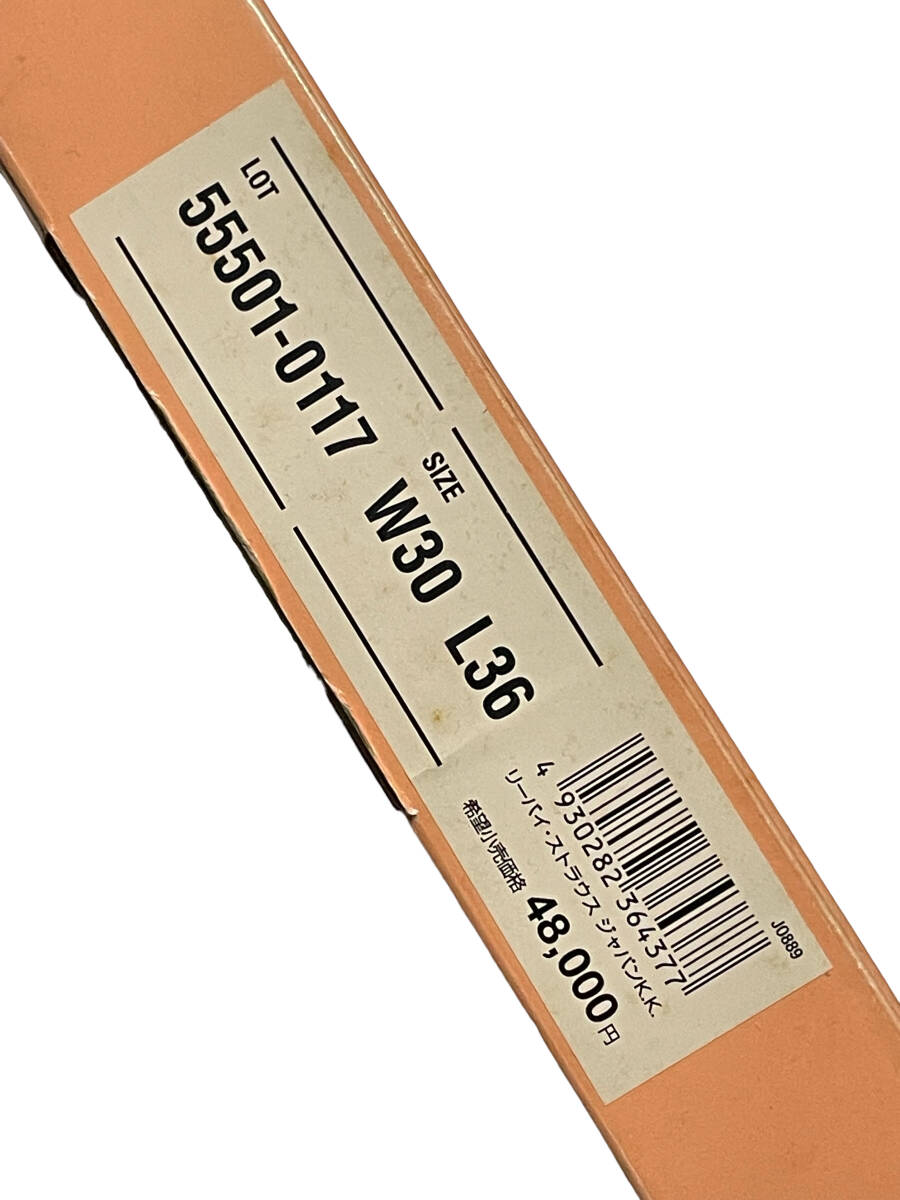 LOT
55501-0117
SIZE
W30 L36
4 930282 364377
リーバイ・ストラウス ジャパンK.K.
希望小売価格 48,000円
J0889